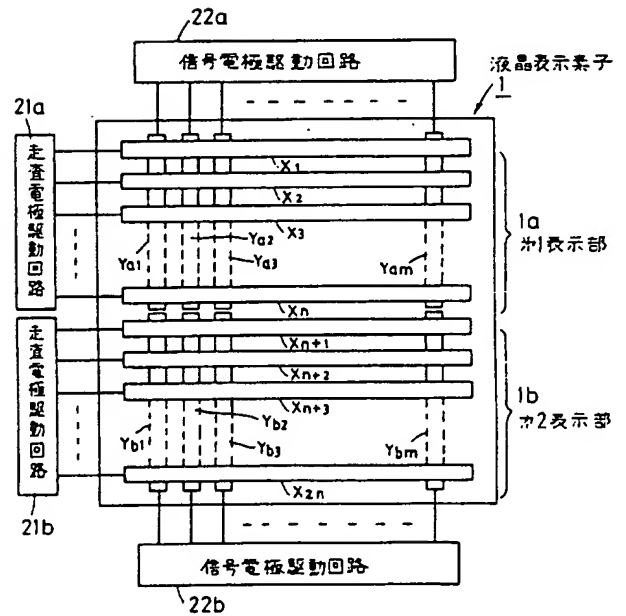 22a
信号電極駆動回路
液晶表示素子
1
21a
走査電極駆動回路
X1
X2
X3
Ya1
Ya2
Ya3
Yam
1a
オ1表示部
Xn
Xn+1
Xn+2
Xn+3
走査電極駆動回路
Yb1
Yb2
Yb3
Ybm
1b
オ2表示部
X2n
21b
信号電極駆動回路
22b